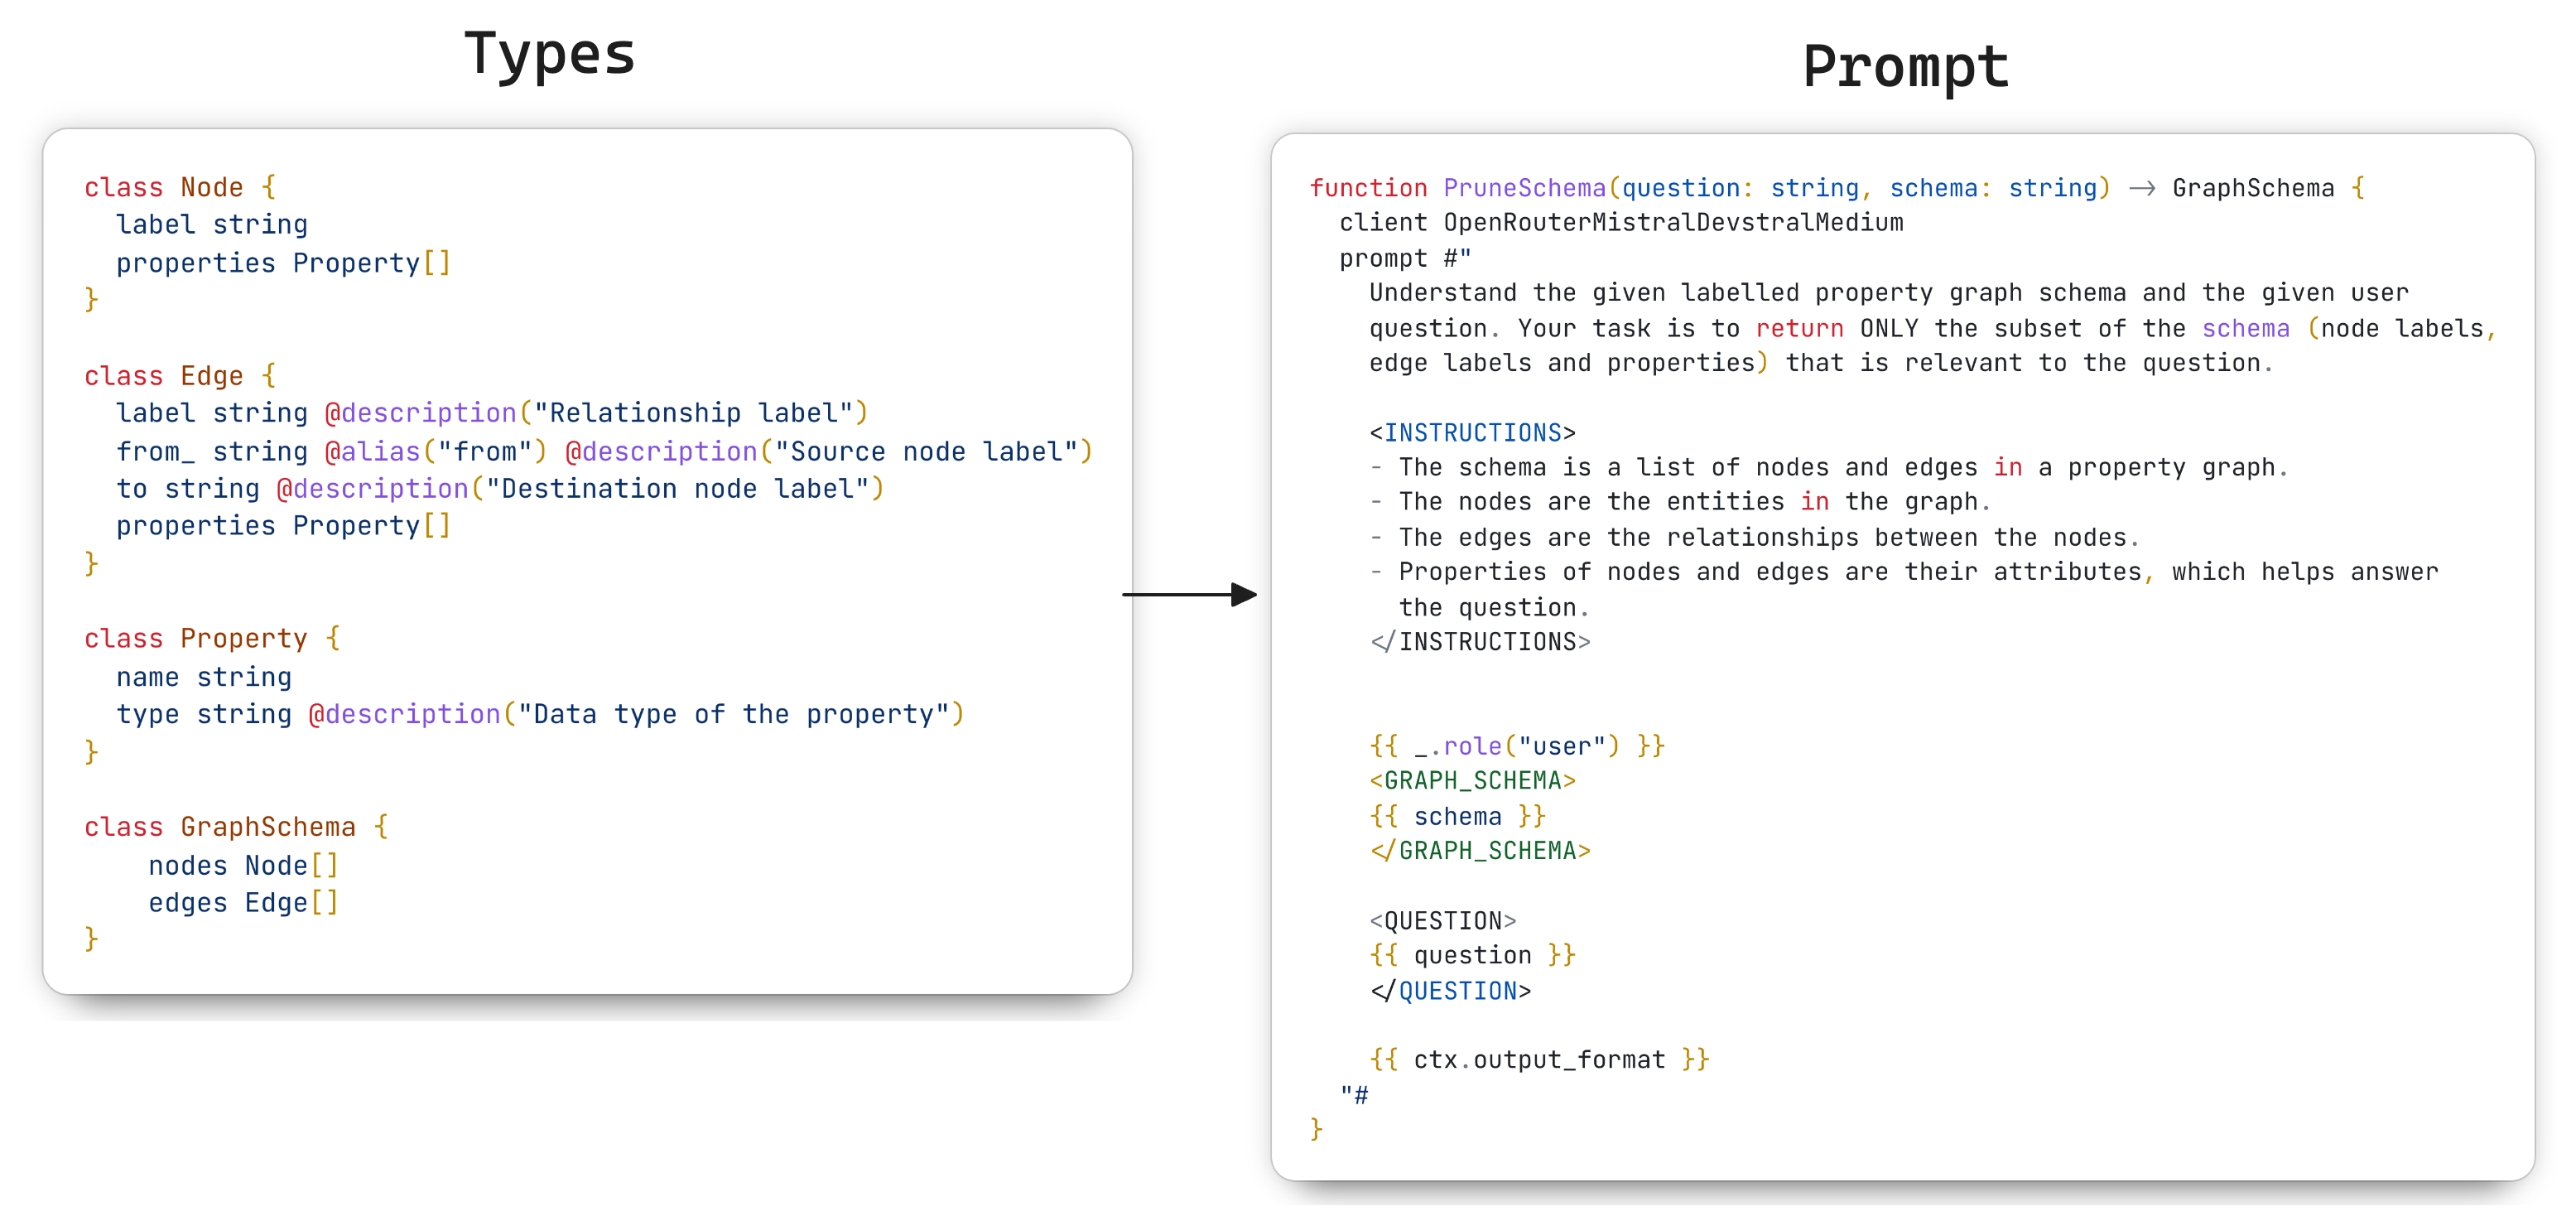 Types
class Node {
  label string
  properties Property[]
}
class Edge {
  label string @description("Relationship label")
  from_ string @alias("from") @description("Source node label")
  to string @description("Destination node label")
  properties Property[]
}
class Property {
  name string
  type string @description("Data type of the property")
}
class GraphSchema {
    nodes Node[]
    edges Edge[]
}
Prompt
function PruneSchema(question: string, schema: string) -> GraphSchema {
  client OpenRouterMistralDevstralMedium
  prompt #"
    Understand the given labelled property graph schema and the given user
    question. Your task is to return ONLY the subset of the schema (node labels,
    edge labels and properties) that is relevant to the question.
    <INSTRUCTIONS>
    - The schema is a list of nodes and edges in a property graph.
    - The nodes are the entities in the graph.
    - The edges are the relationships between the nodes.
    - Properties of nodes and edges are their attributes, which helps answer
      the question.
    </INSTRUCTIONS>
    {{ _.role("user") }}
    <GRAPH_SCHEMA>
    {{ schema }}
    </GRAPH_SCHEMA>
    <QUESTION>
    {{ question }}
    </QUESTION>
    {{ ctx.output_format }}
  "#
}